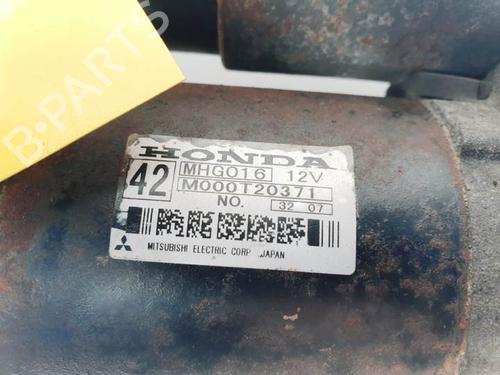 B-PARTS
HONDA
42
MHG016 12V
M000T20371
NO. 32 07
MITSUBISHI ELECTRIC CORP. JAPAN